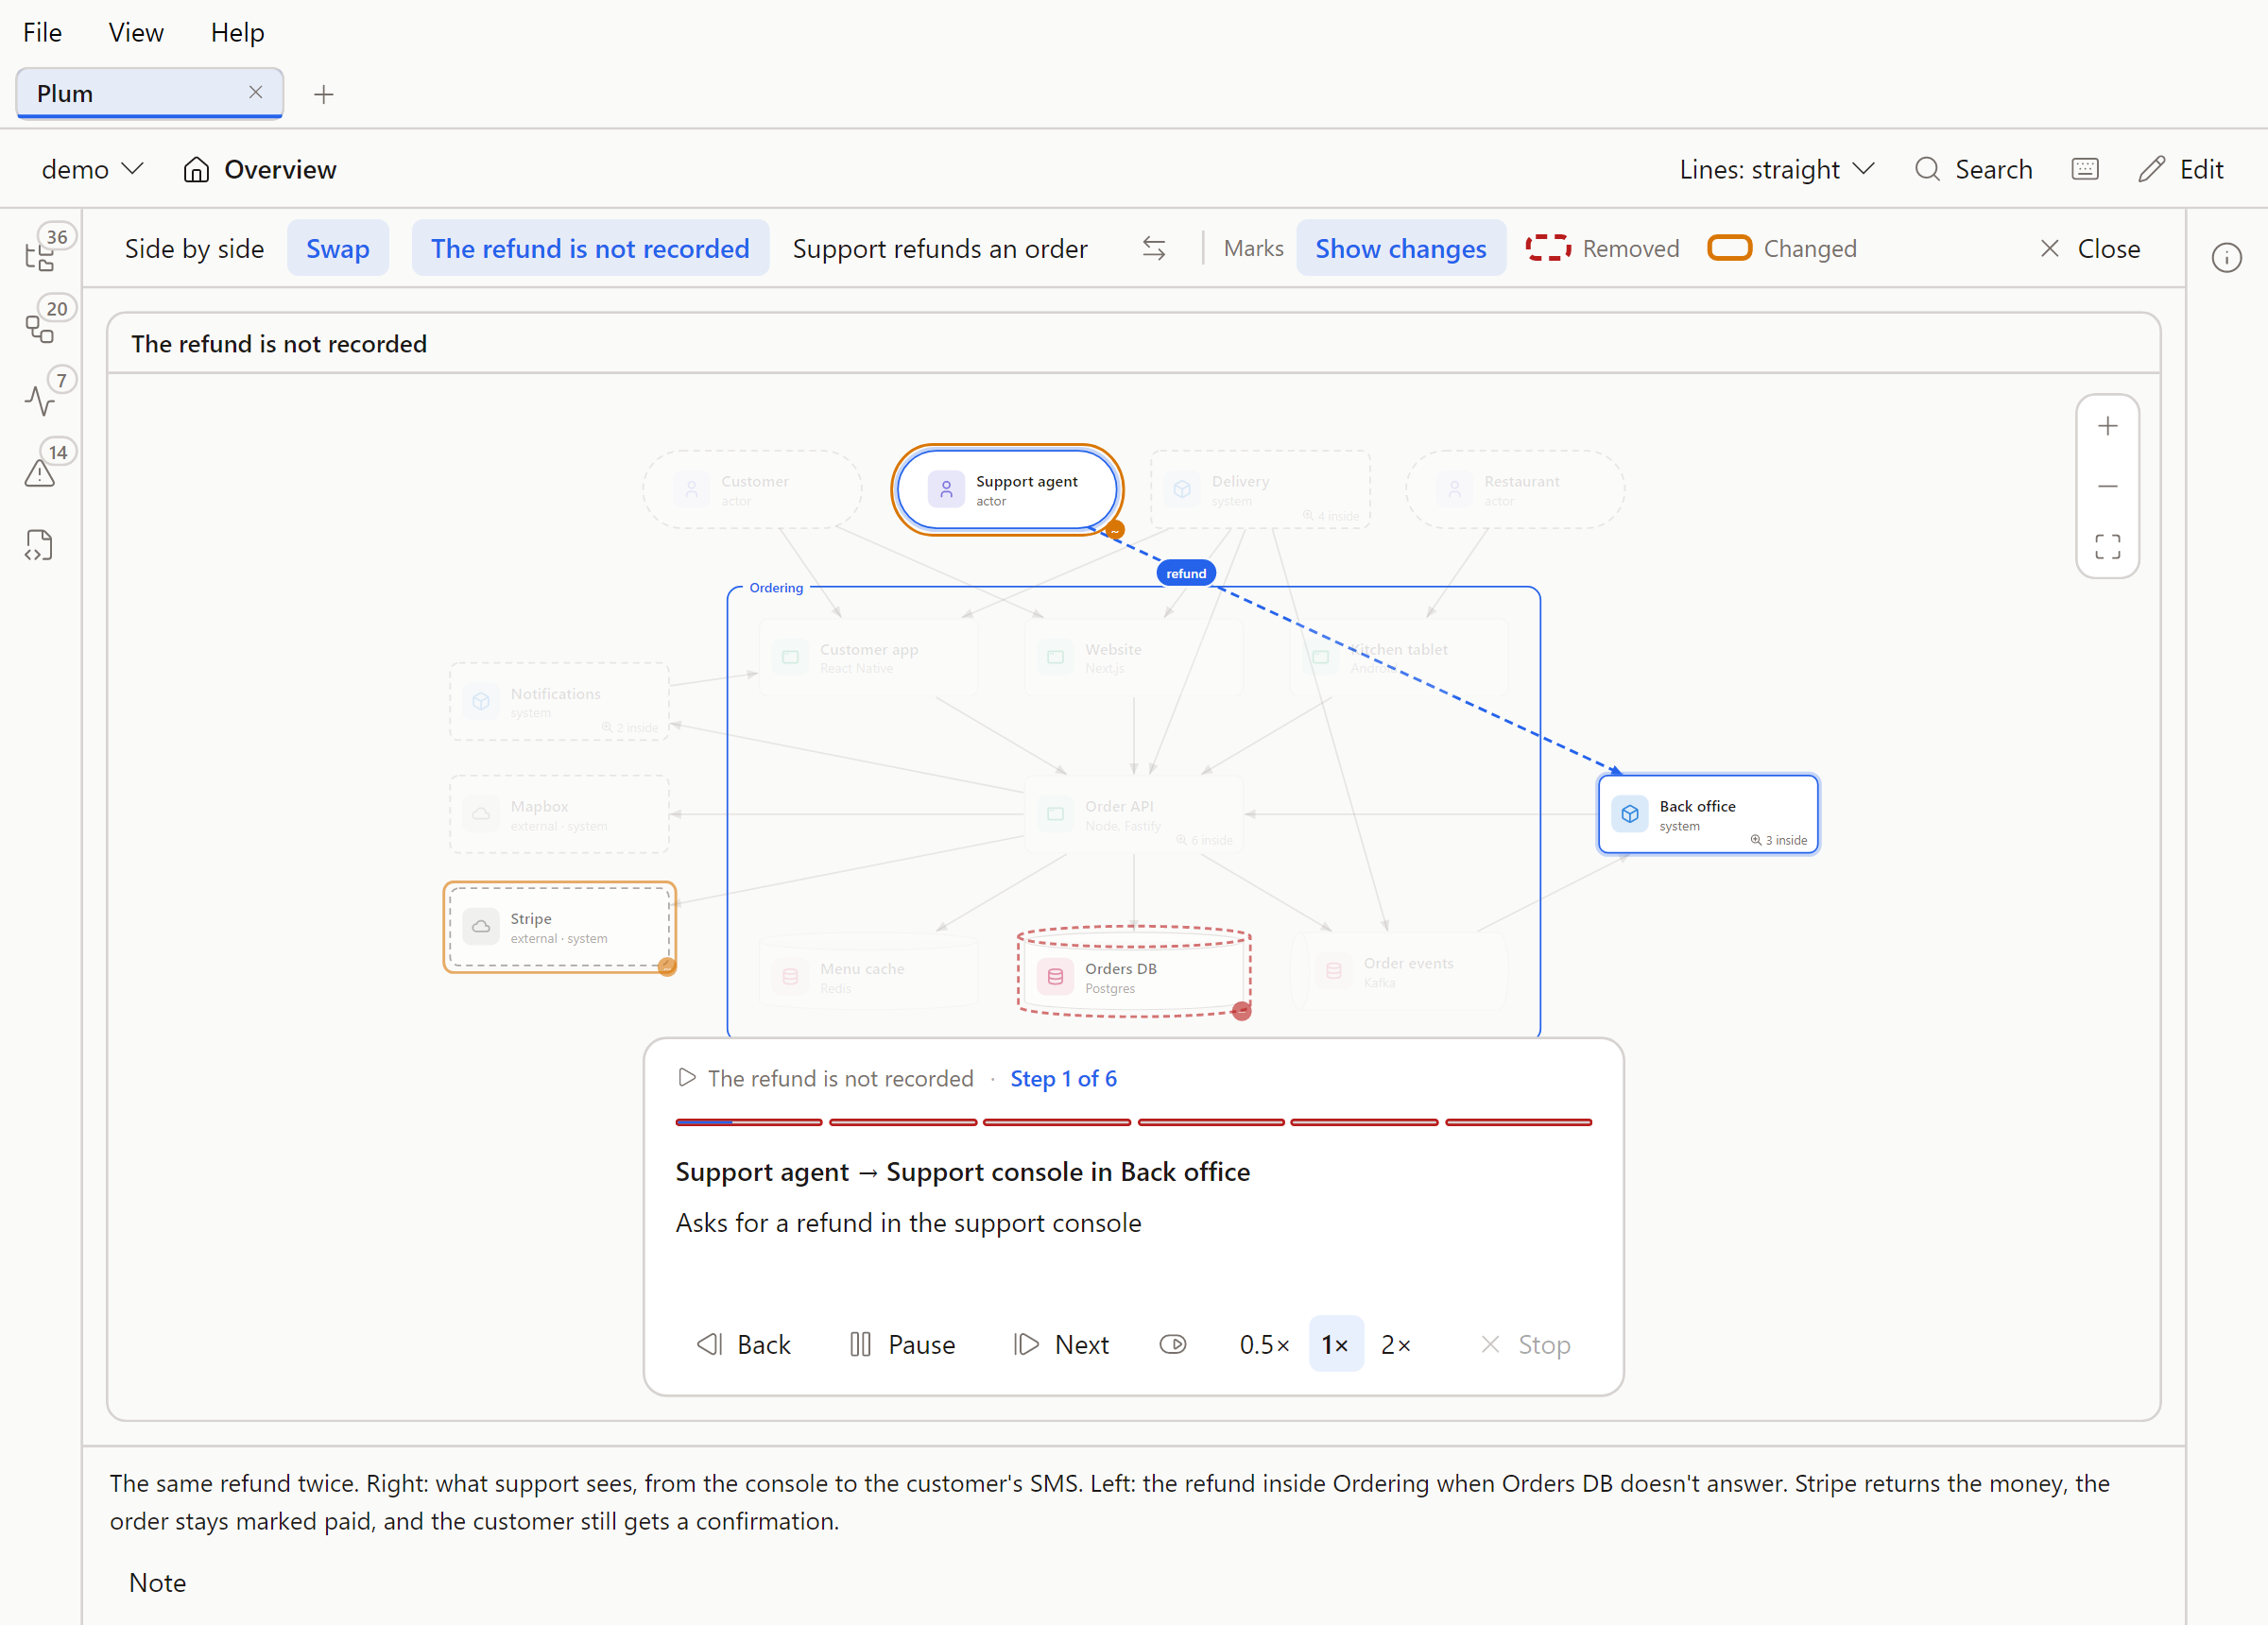 File View Help
Plum
demo Overview Lines: straight Search Edit
36
20
7
14
Side by side Swap The refund is not recorded Support refunds an order Marks Show changes Removed Changed Close
The refund is not recorded
Customer
actor
Support agent
actor
Delivery
system
4 inside
Restaurant
actor
refund
Ordering
Customer app
React Native
Website
Next.js
Kitchen tablet
Android
Notifications
system
2 inside
Mapbox
external · system
Order API
Node, Fastify
6 inside
Back office
system
3 inside
Stripe
external · system
Menu cache
Redis
Orders DB
Postgres
Order events
Kafka
The refund is not recorded · Step 1 of 6
Support agent → Support console in Back office
Asks for a refund in the support console
Back Pause Next 0.5× 1× 2× Stop
The same refund twice. Right: what support sees, from the console to the customer's SMS. Left: the refund inside Ordering when Orders DB doesn't answer. Stripe returns the money, the
order stays marked paid, and the customer still gets a confirmation.
Note